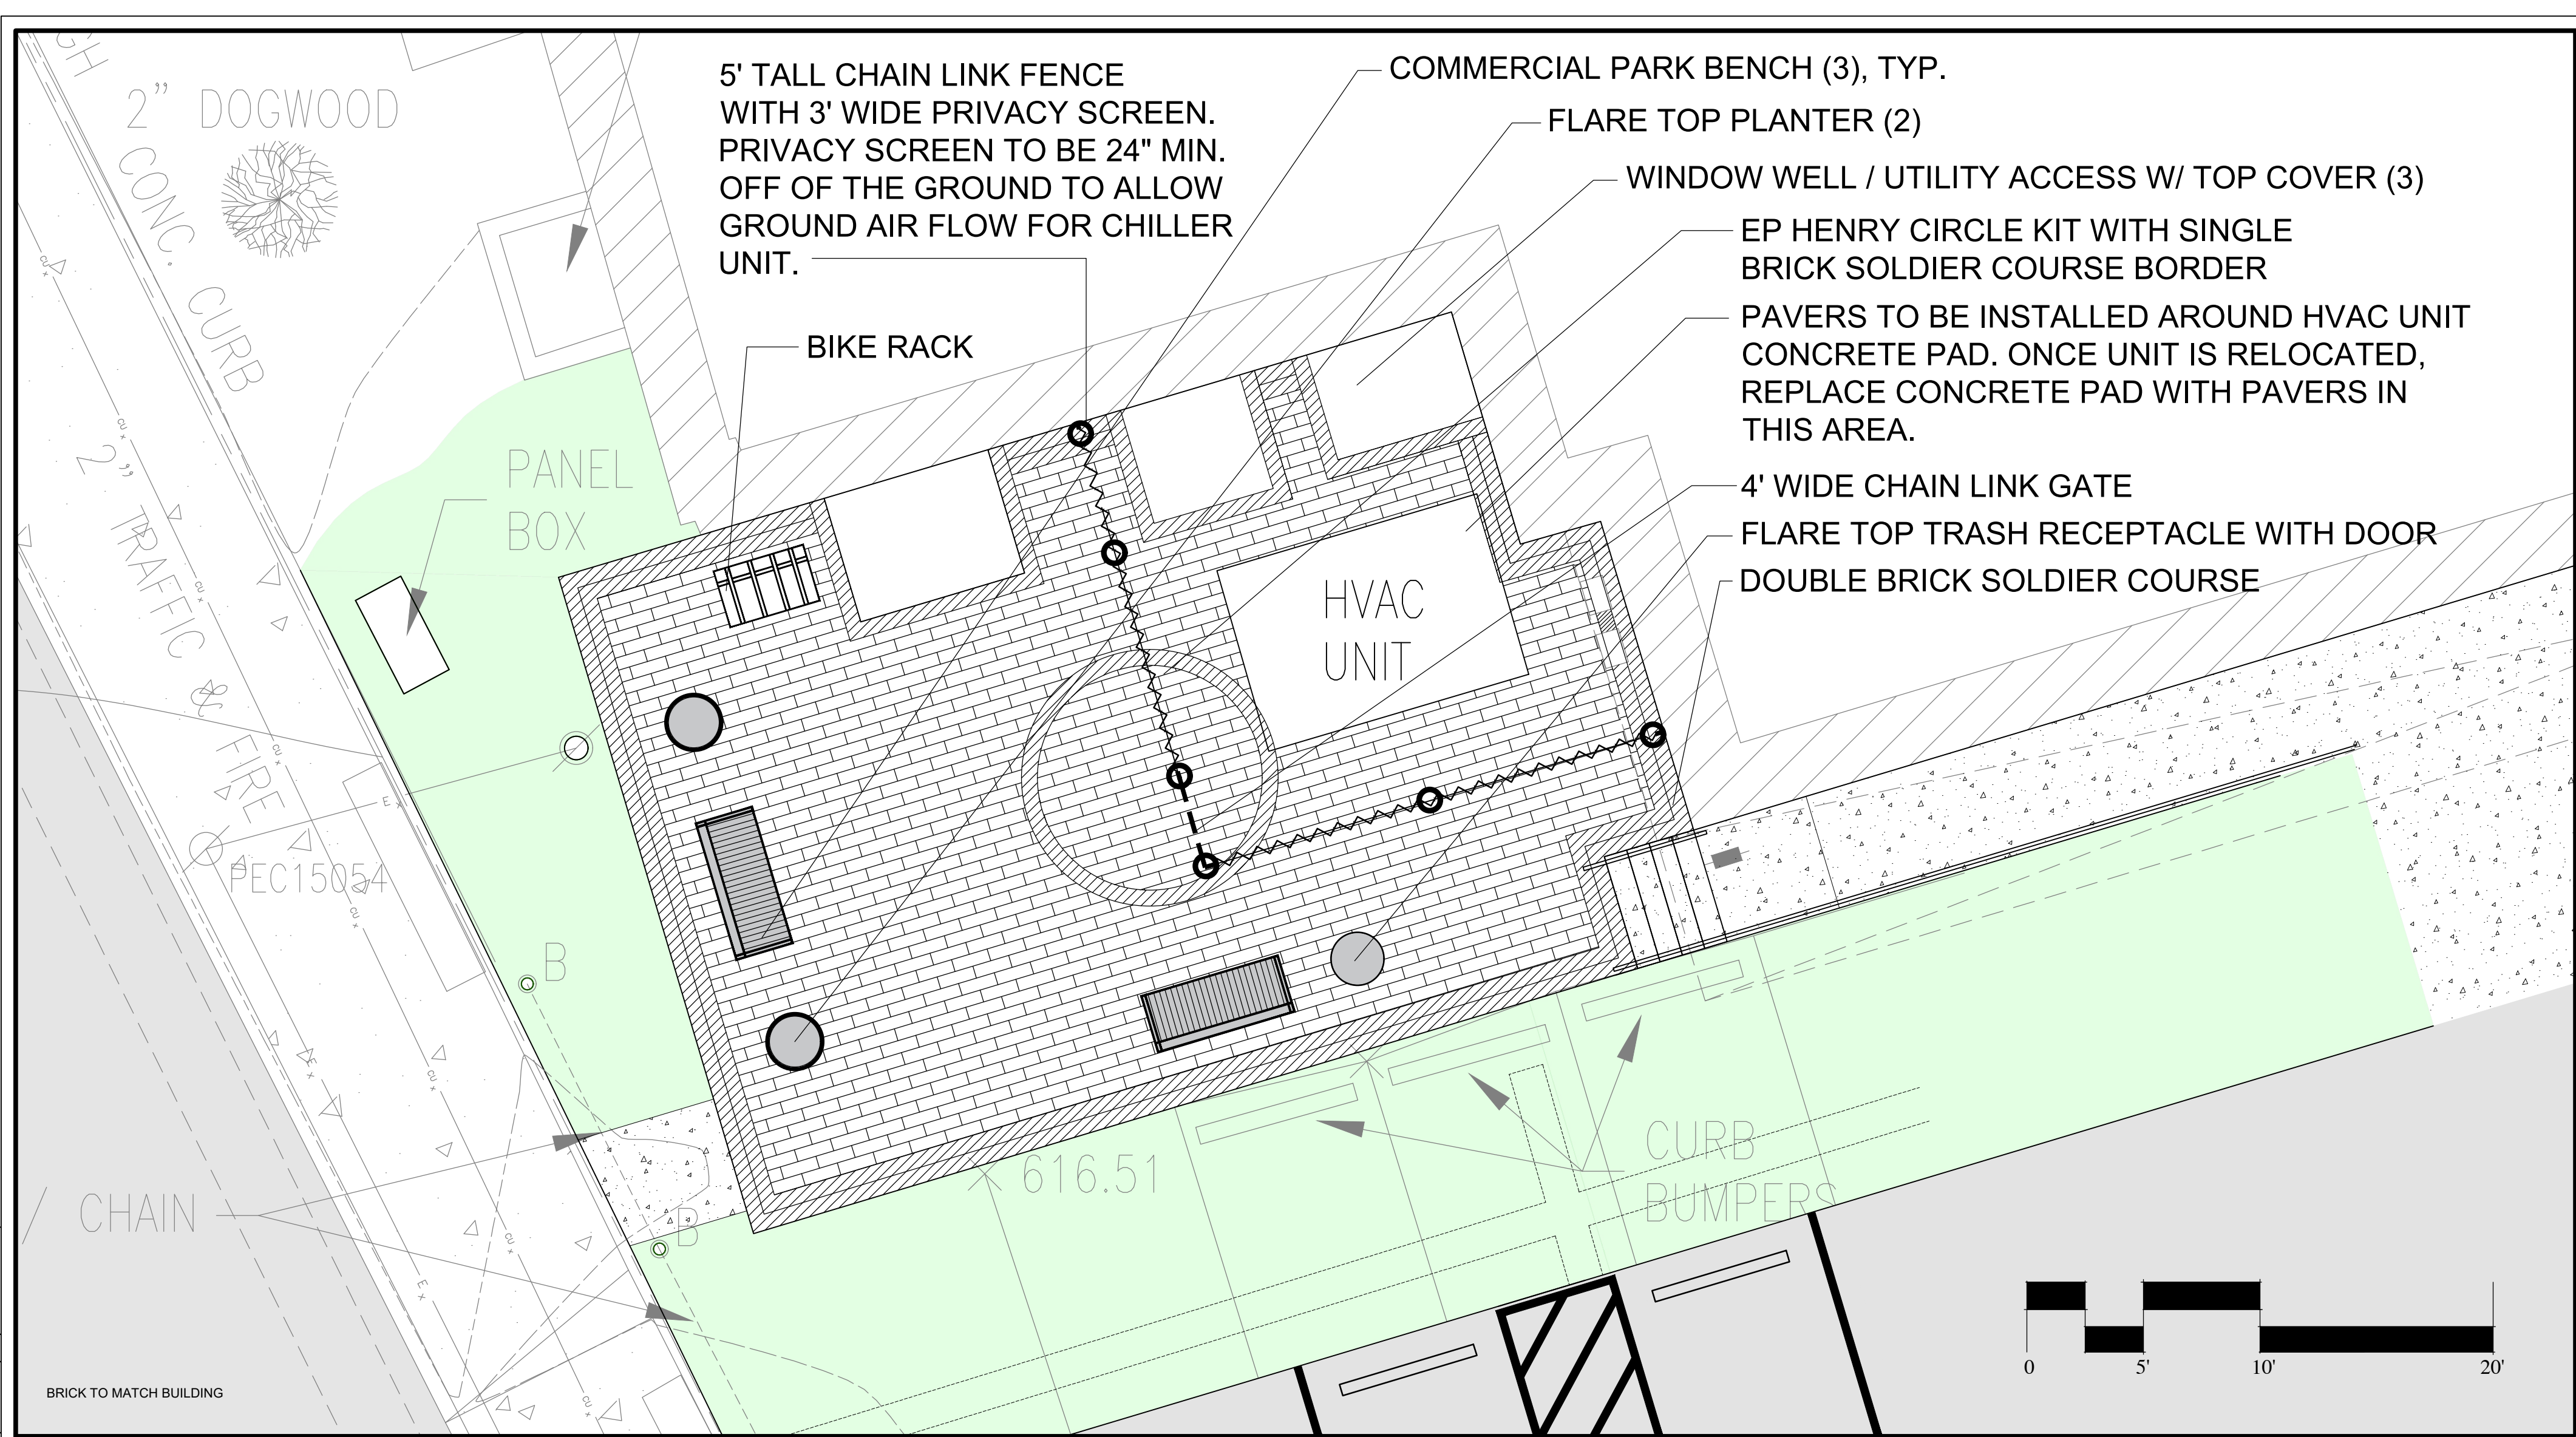 GH
2" DOGWOOD
CONC. CURB
5' TALL CHAIN LINK FENCE
WITH 3' WIDE PRIVACY SCREEN.
PRIVACY SCREEN TO BE 24" MIN.
OFF OF THE GROUND TO ALLOW
GROUND AIR FLOW FOR CHILLER
UNIT.
BIKE RACK
COMMERCIAL PARK BENCH (3), TYP.
FLARE TOP PLANTER (2)
WINDOW WELL / UTILITY ACCESS W/ TOP COVER (3)
EP HENRY CIRCLE KIT WITH SINGLE
BRICK SOLDIER COURSE BORDER
PAVERS TO BE INSTALLED AROUND HVAC UNIT
CONCRETE PAD. ONCE UNIT IS RELOCATED,
REPLACE CONCRETE PAD WITH PAVERS IN
THIS AREA.
4' WIDE CHAIN LINK GATE
FLARE TOP TRASH RECEPTACLE WITH DOOR
DOUBLE BRICK SOLDIER COURSE
PANEL
BOX
2" TRAFFIC & FIRE
HVAC
UNIT
PEC15054
B
B
/ CHAIN
616.51
CURB
BUMPERS
0 5' 10' 20'
BRICK TO MATCH BUILDING